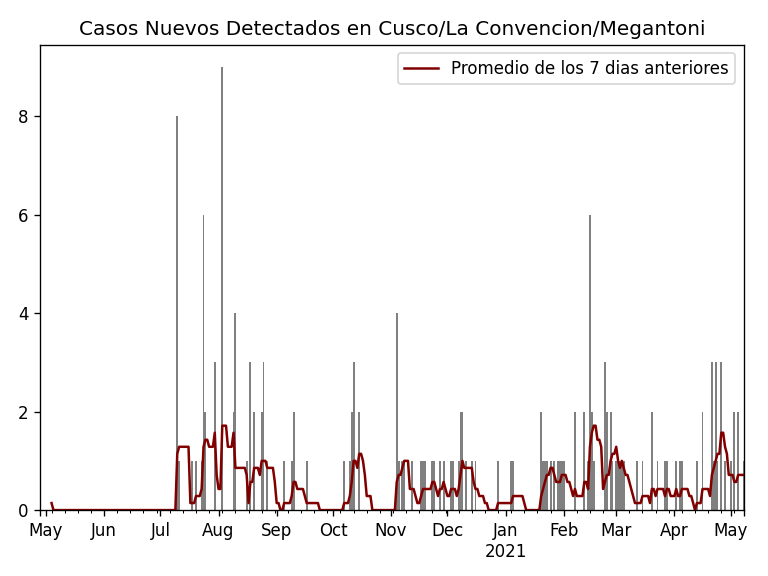 Casos Nuevos Detectados en Cusco/La Convencion/Megantoni
Promedio de los 7 dias anteriores
8
6
4
2
0
May Jun Jul Aug Sep Oct Nov Dec Jan Feb Mar Apr May
2021